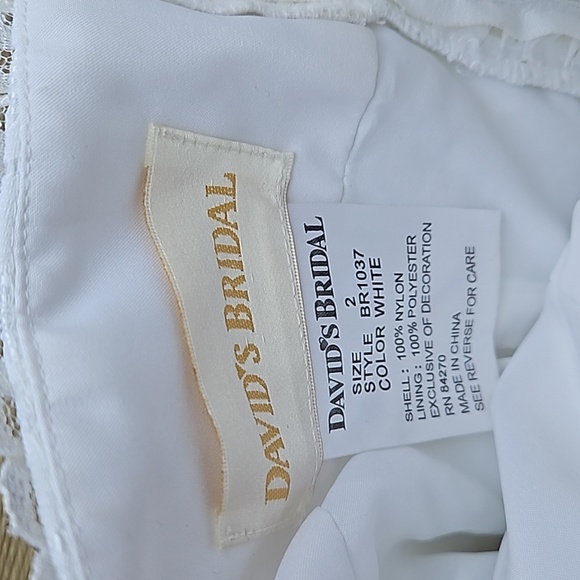 DAVID'S BRIDAL
DAVID'S BRIDAL
SIZE 2
STYLE BR1037
COLOR WHITE
SHELL: 100% NYLON
LINING: 100% POLYESTER
EXCLUSIVE OF DECORATION
RN 84270
MADE IN CHINA
SEE REVERSE FOR CARE